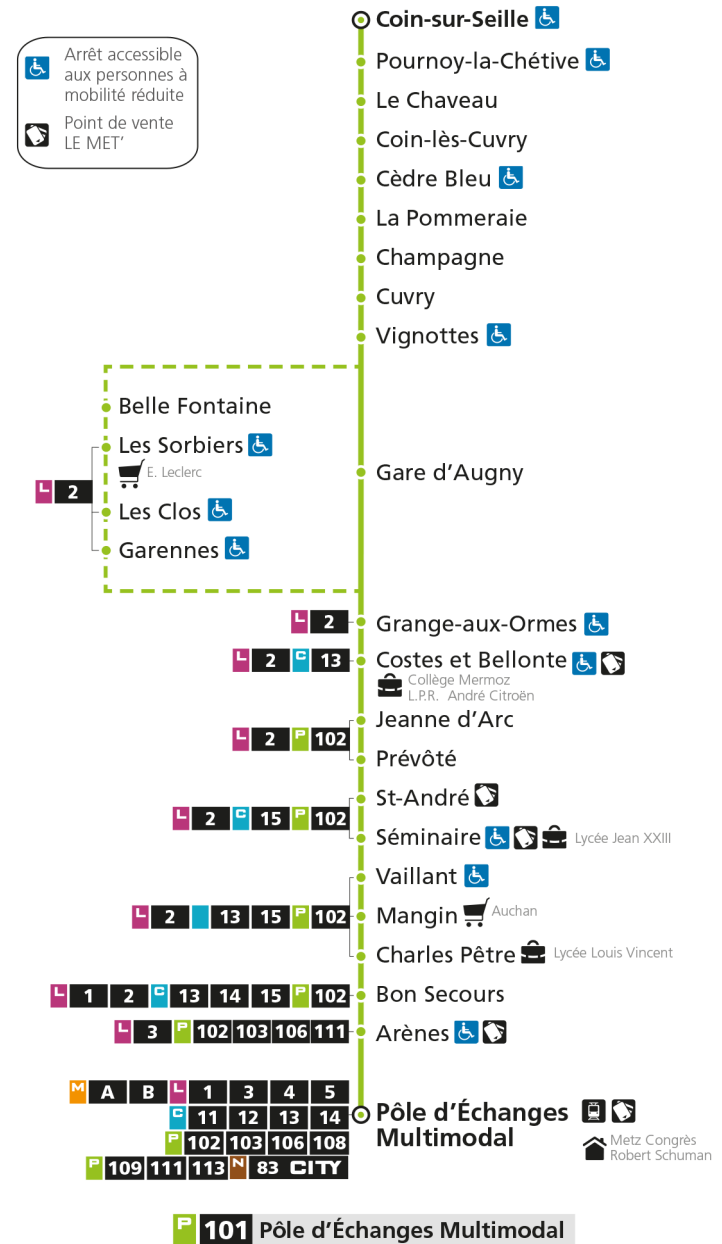 Arrêt accessible
aux personnes à
mobilité réduite
Point de vente
LE MET'
Coin-sur-Seille
Pournoy-la-Chétive
Le Chaveau
Coin-lès-Cuvry
Cèdre Bleu
La Pommeraie
Champagne
Cuvry
Vignottes
Belle Fontaine
Les Sorbiers
E. Leclerc
L 2
Les Clos
Garennes
Gare d'Augny
L 2 Grange-aux-Ormes
L 2 C 13 Costes et Bellonte
Collège Mermoz
L.P.R. André Citroën
Jeanne d'Arc
L 2 P 102
Prévôté
St-André
L 2 C 15 P 102
Séminaire Lycée Jean XXIII
Vaillant
L 2 13 15 P 102 Mangin Auchan
Charles Pêtre Lycée Louis Vincent
L 1 2 C 13 14 15 P 102 Bon Secours
L 3 P 102 103 106 111 Arènes
M A B L 1 3 4 5
C 11 12 13 14
P 102 103 106 108
P 109 111 113 N 83 CITY
Pôle d'Échanges
Multimodal
Metz Congrès
Robert Schuman
P 101 Pôle d'Échanges Multimodal